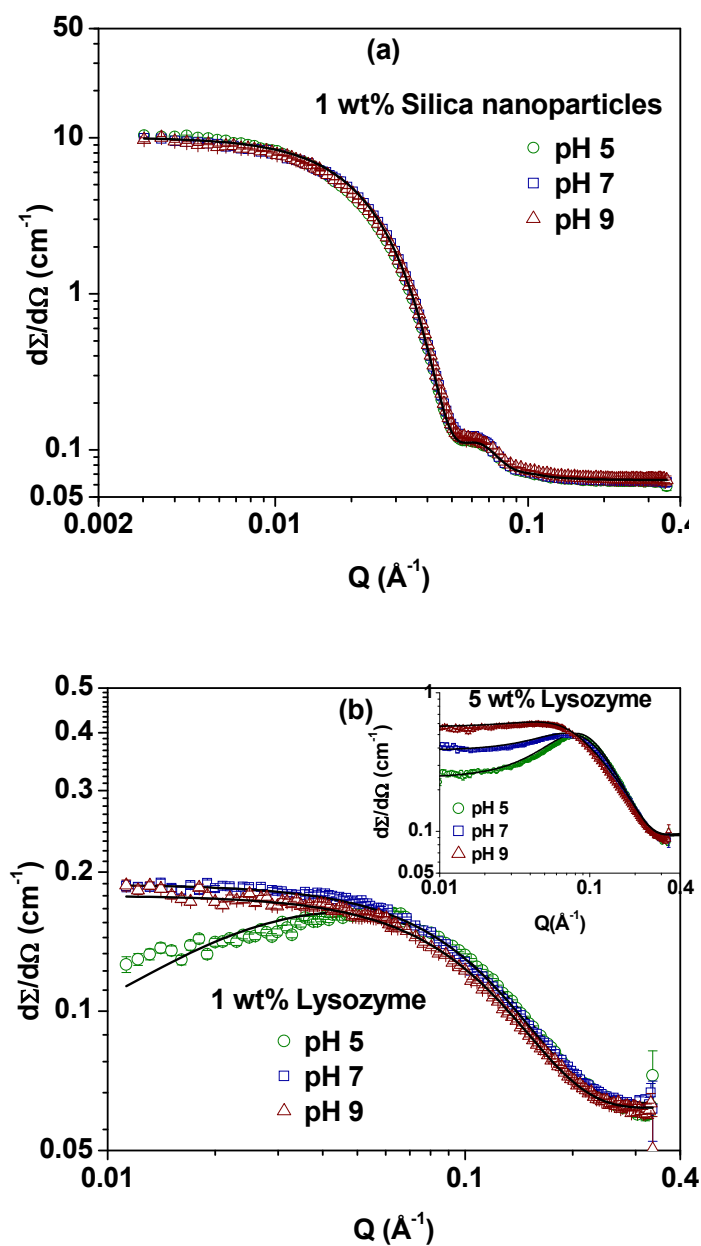 50
(a)
1 wt% Silica nanoparticles
10
pH 5
pH 7
pH 9
dΣ/dΩ (cm⁻¹)
1
0.1
0.05
0.002
0.01
0.1
0.4
Q (Å⁻¹)
0.5
(b)
0.4
0.3
0.2
0.1
0.05
dΣ/dΩ (cm⁻¹)
1
5 wt% Lysozyme
dΣ/dΩ (cm⁻¹)
pH 5
pH 7
pH 9
0.1
0.05
0.01
0.1
0.4
Q(Å⁻¹)
1 wt% Lysozyme
pH 5
pH 7
pH 9
0.01
0.1
0.4
Q (Å⁻¹)